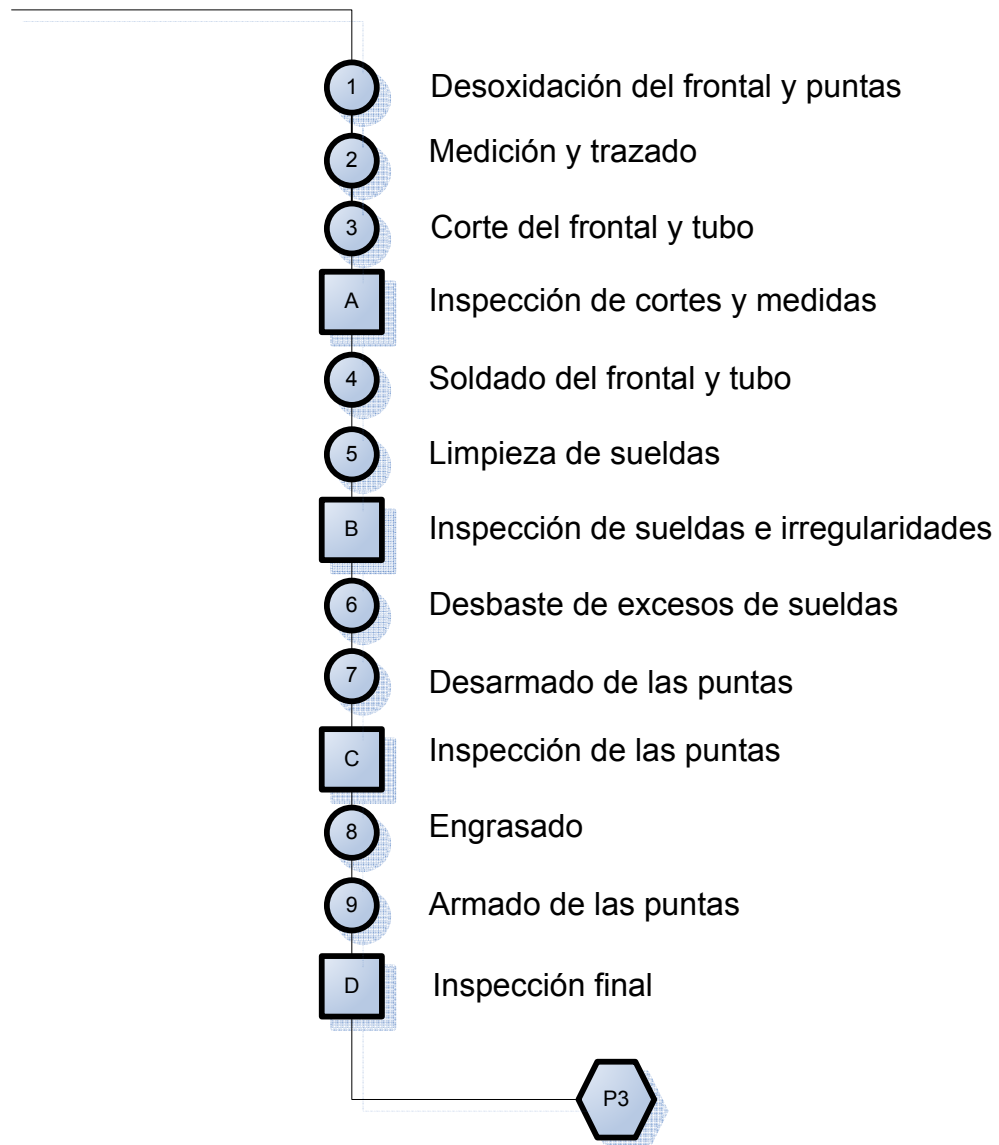 1 Desoxidación del frontal y puntas
2 Medición y trazado
3 Corte del frontal y tubo
A Inspección de cortes y medidas
4 Soldado del frontal y tubo
5 Limpieza de sueldas
B Inspección de sueldas e irregularidades
6 Desbaste de excesos de sueldas
7 Desarmado de las puntas
C Inspección de las puntas
8 Engrasado
9 Armado de las puntas
D Inspección final
P3